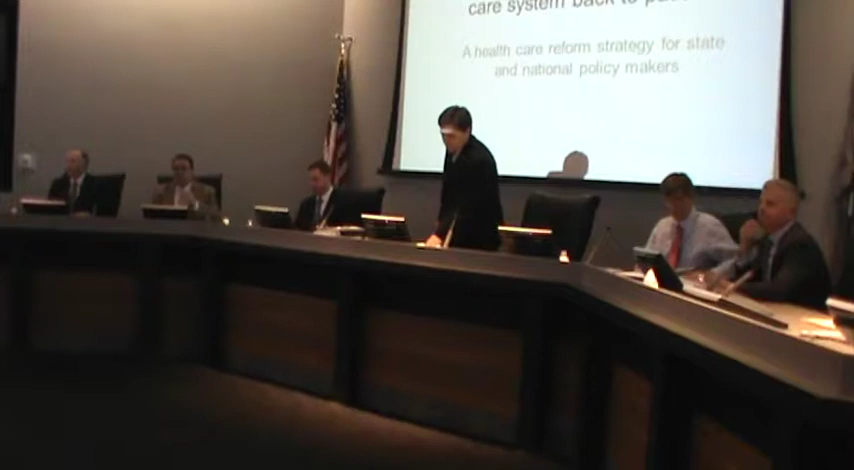 care system back to
A health care reform strategy for state
and national policy makers